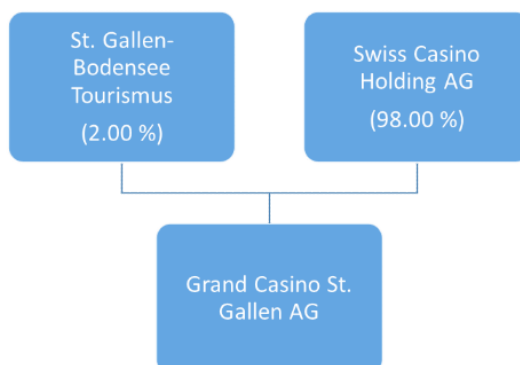 St. Gallen-
Bodensee
Tourismus
(2.00 %)
Swiss Casino
Holding AG
(98.00 %)
Grand Casino St.
Gallen AG